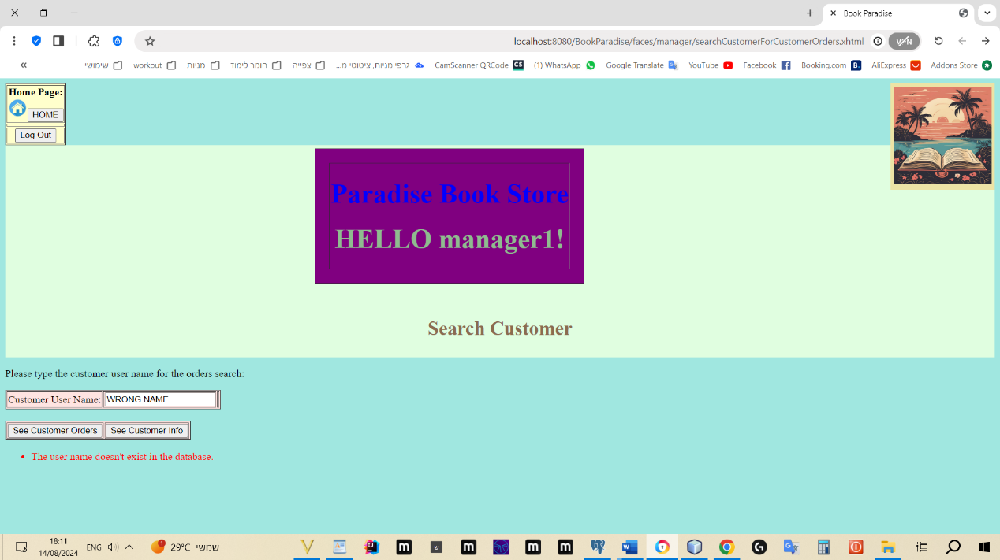 Book Paradise
localhost:8080/BookParadise/faces/manager/searchCustomerForCustomerOrders.xhtml
Addons Store
AliExpress
Booking.com
Facebook
YouTube
Google Translate
(1) WhatsApp
CamScanner QRCode
גרפי מניות, ציטוטי מ...
צפייה
חומר לימוד
מניות
workout
שימושי
Home Page:
HOME
Log Out
Paradise Book Store
HELLO manager1!
Search Customer
Please type the customer user name for the orders search:
Customer User Name: WRONG NAME
See Customer Orders See Customer Info
The user name doesn't exist in the database.
18:11
14/08/2024
ENG
29°C שמשי